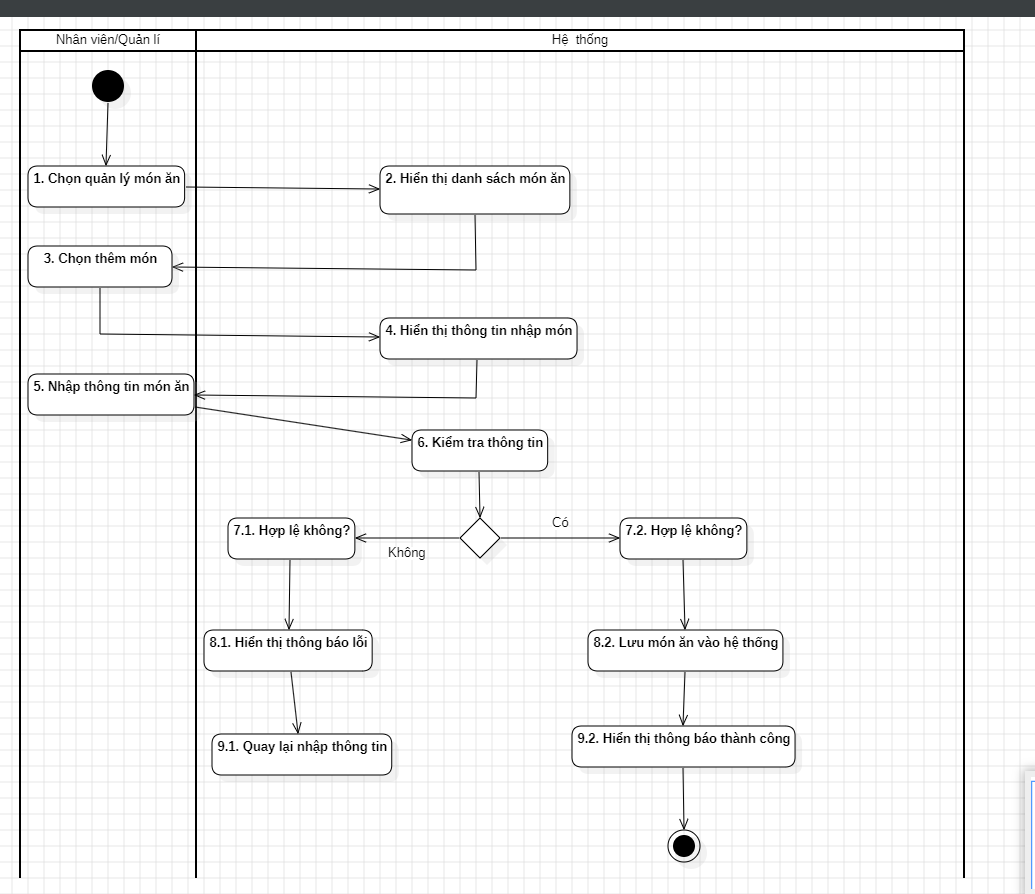 Nhân viên/Quản lí
Hệ thống
1. Chọn quản lý món ăn
2. Hiển thị danh sách món ăn
3. Chọn thêm món
4. Hiển thị thông tin nhập món
5. Nhập thông tin món ăn
6. Kiểm tra thông tin
7.1. Hợp lệ không?
Không
Có
7.2. Hợp lệ không?
8.1. Hiển thị thông báo lỗi
8.2. Lưu món ăn vào hệ thống
9.1. Quay lại nhập thông tin
9.2. Hiển thị thông báo thành công